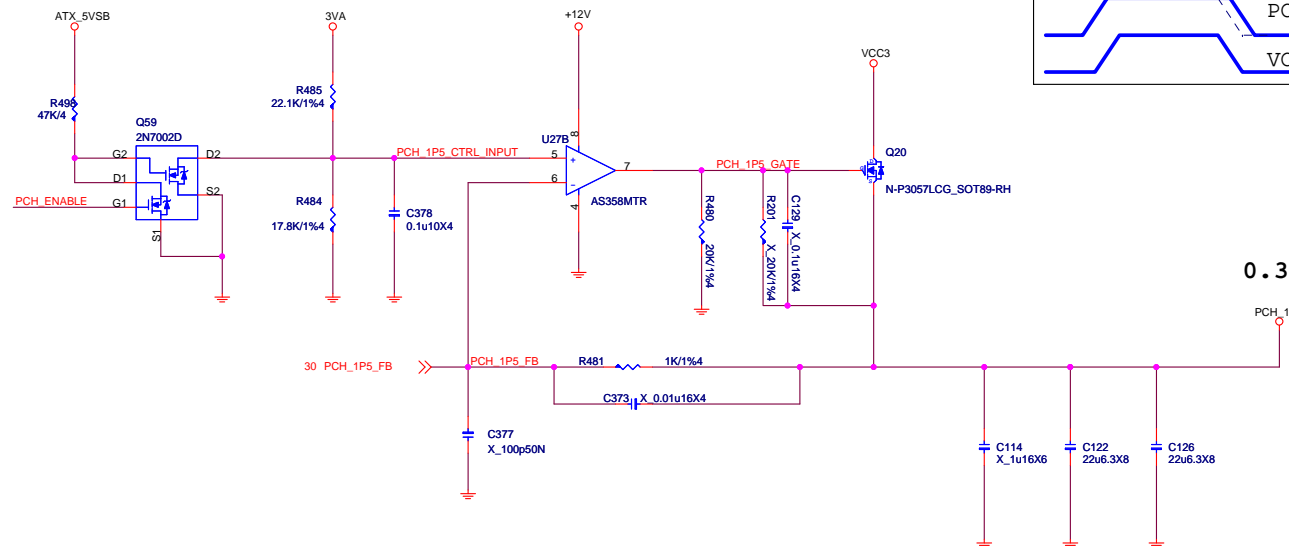 ATX_5VSB
3VA
+12V
VCC3
PC
VC
R498
47K/4
R485
22.1K/1%4
Q59
2N7002D
G2
D2
D1
S2
PCH_ENABLE
G1
S1
PCH_1P5_CTRL_INPUT
U27B
5
+
6
-
8
4
7
AS358MTR
PCH_1P5_GATE
Q20
N-P3057LCG_SOT89-RH
R484
17.8K/1%4
C378
0.1u10X4
R480
20K/1%4
R201
X_20K/1%4
C129
X_0.1u16X4
0.3
PCH_1
30 PCH_1P5_FB
PCH_1P5_FB
R481
1K/1%4
C373
X_0.01u16X4
C377
X_100p50N
C114
X_1u16X6
C122
22u6.3X8
C126
22u6.3X8